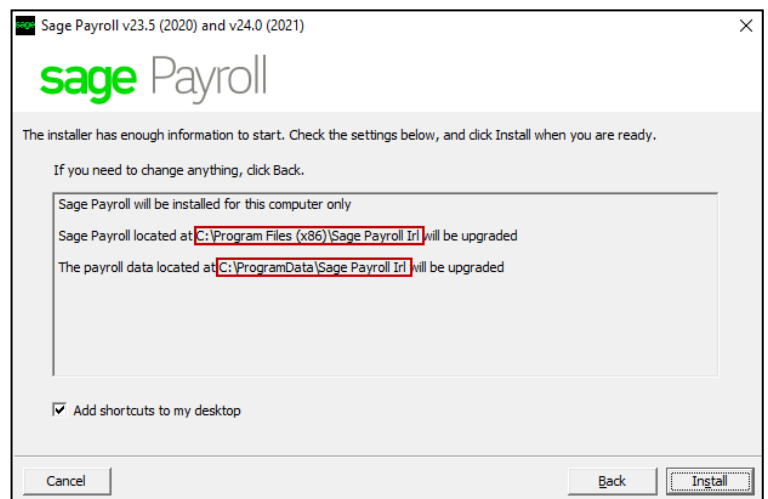 sage Sage Payroll v23.5 (2020) and v24.0 (2021)
sage Payroll
The installer has enough information to start. Check the settings below, and click Install when you are ready.
If you need to change anything, click Back.
Sage Payroll will be installed for this computer only
Sage Payroll located at C:\Program Files (x86)\Sage Payroll Irl will be upgraded
The payroll data located at C:\ProgramData\Sage Payroll Irl will be upgraded
Add shortcuts to my desktop
Cancel Back Install